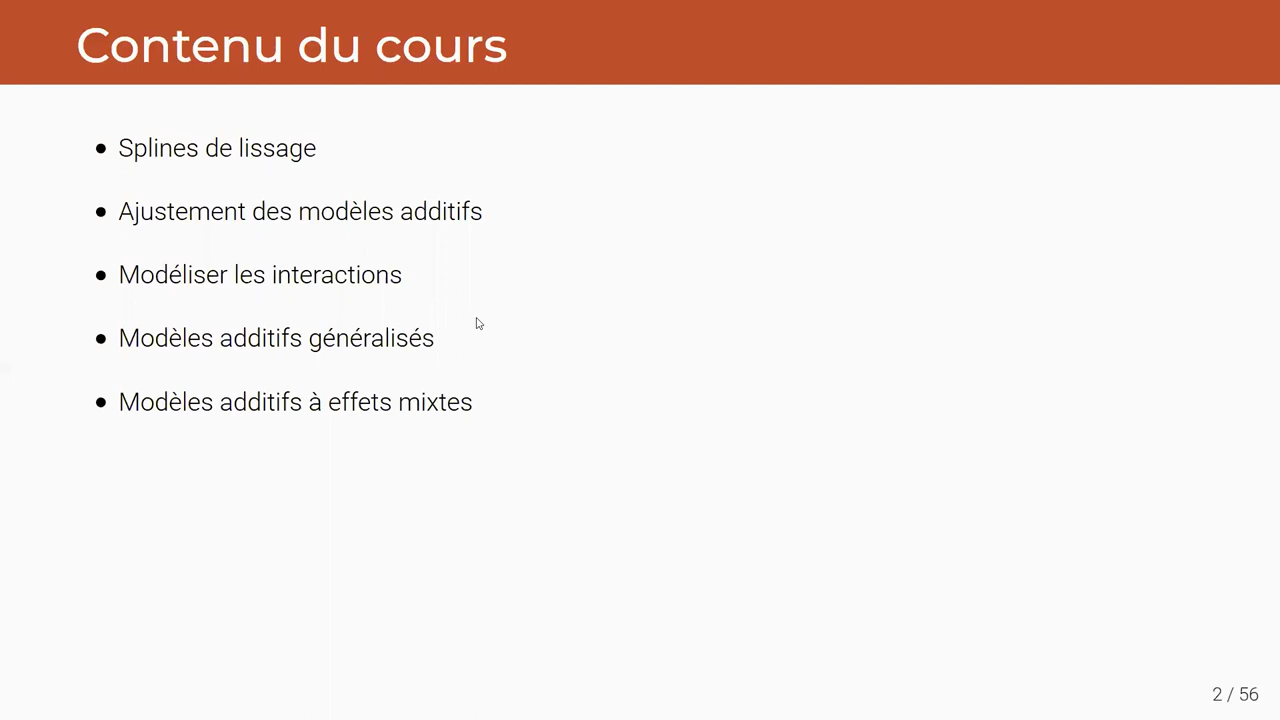 Contenu du cours
Splines de lissage
Ajustement des modèles additifs
Modéliser les interactions
Modèles additifs généralisés
Modèles additifs à effets mixtes
2 / 56